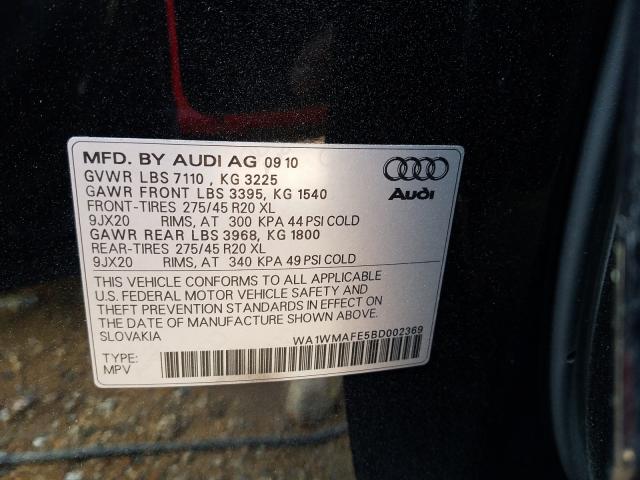 MFD. BY AUDI AG 09 10
GVWR LBS 7110 , KG 3225
GAWR FRONT LBS 3395, KG 1540
FRONT-TIRES 275/45 R20 XL
9JX20 RIMS, AT 300 KPA 44 PSI COLD
GAWR REAR LBS 3968, KG 1800
REAR-TIRES 275/45 R20 XL
9JX20 RIMS, AT 340 KPA 49 PSI COLD
Audi
THIS VEHICLE CONFORMS TO ALL APPLICABLE
U.S. FEDERAL MOTOR VEHICLE SAFETY AND
THEFT PREVENTION STANDARDS IN EFFECT ON
THE DATE OF MANUFACTURE SHOWN ABOVE.
SLOVAKIA
WA1WMAFE5BD002369
TYPE:
MPV